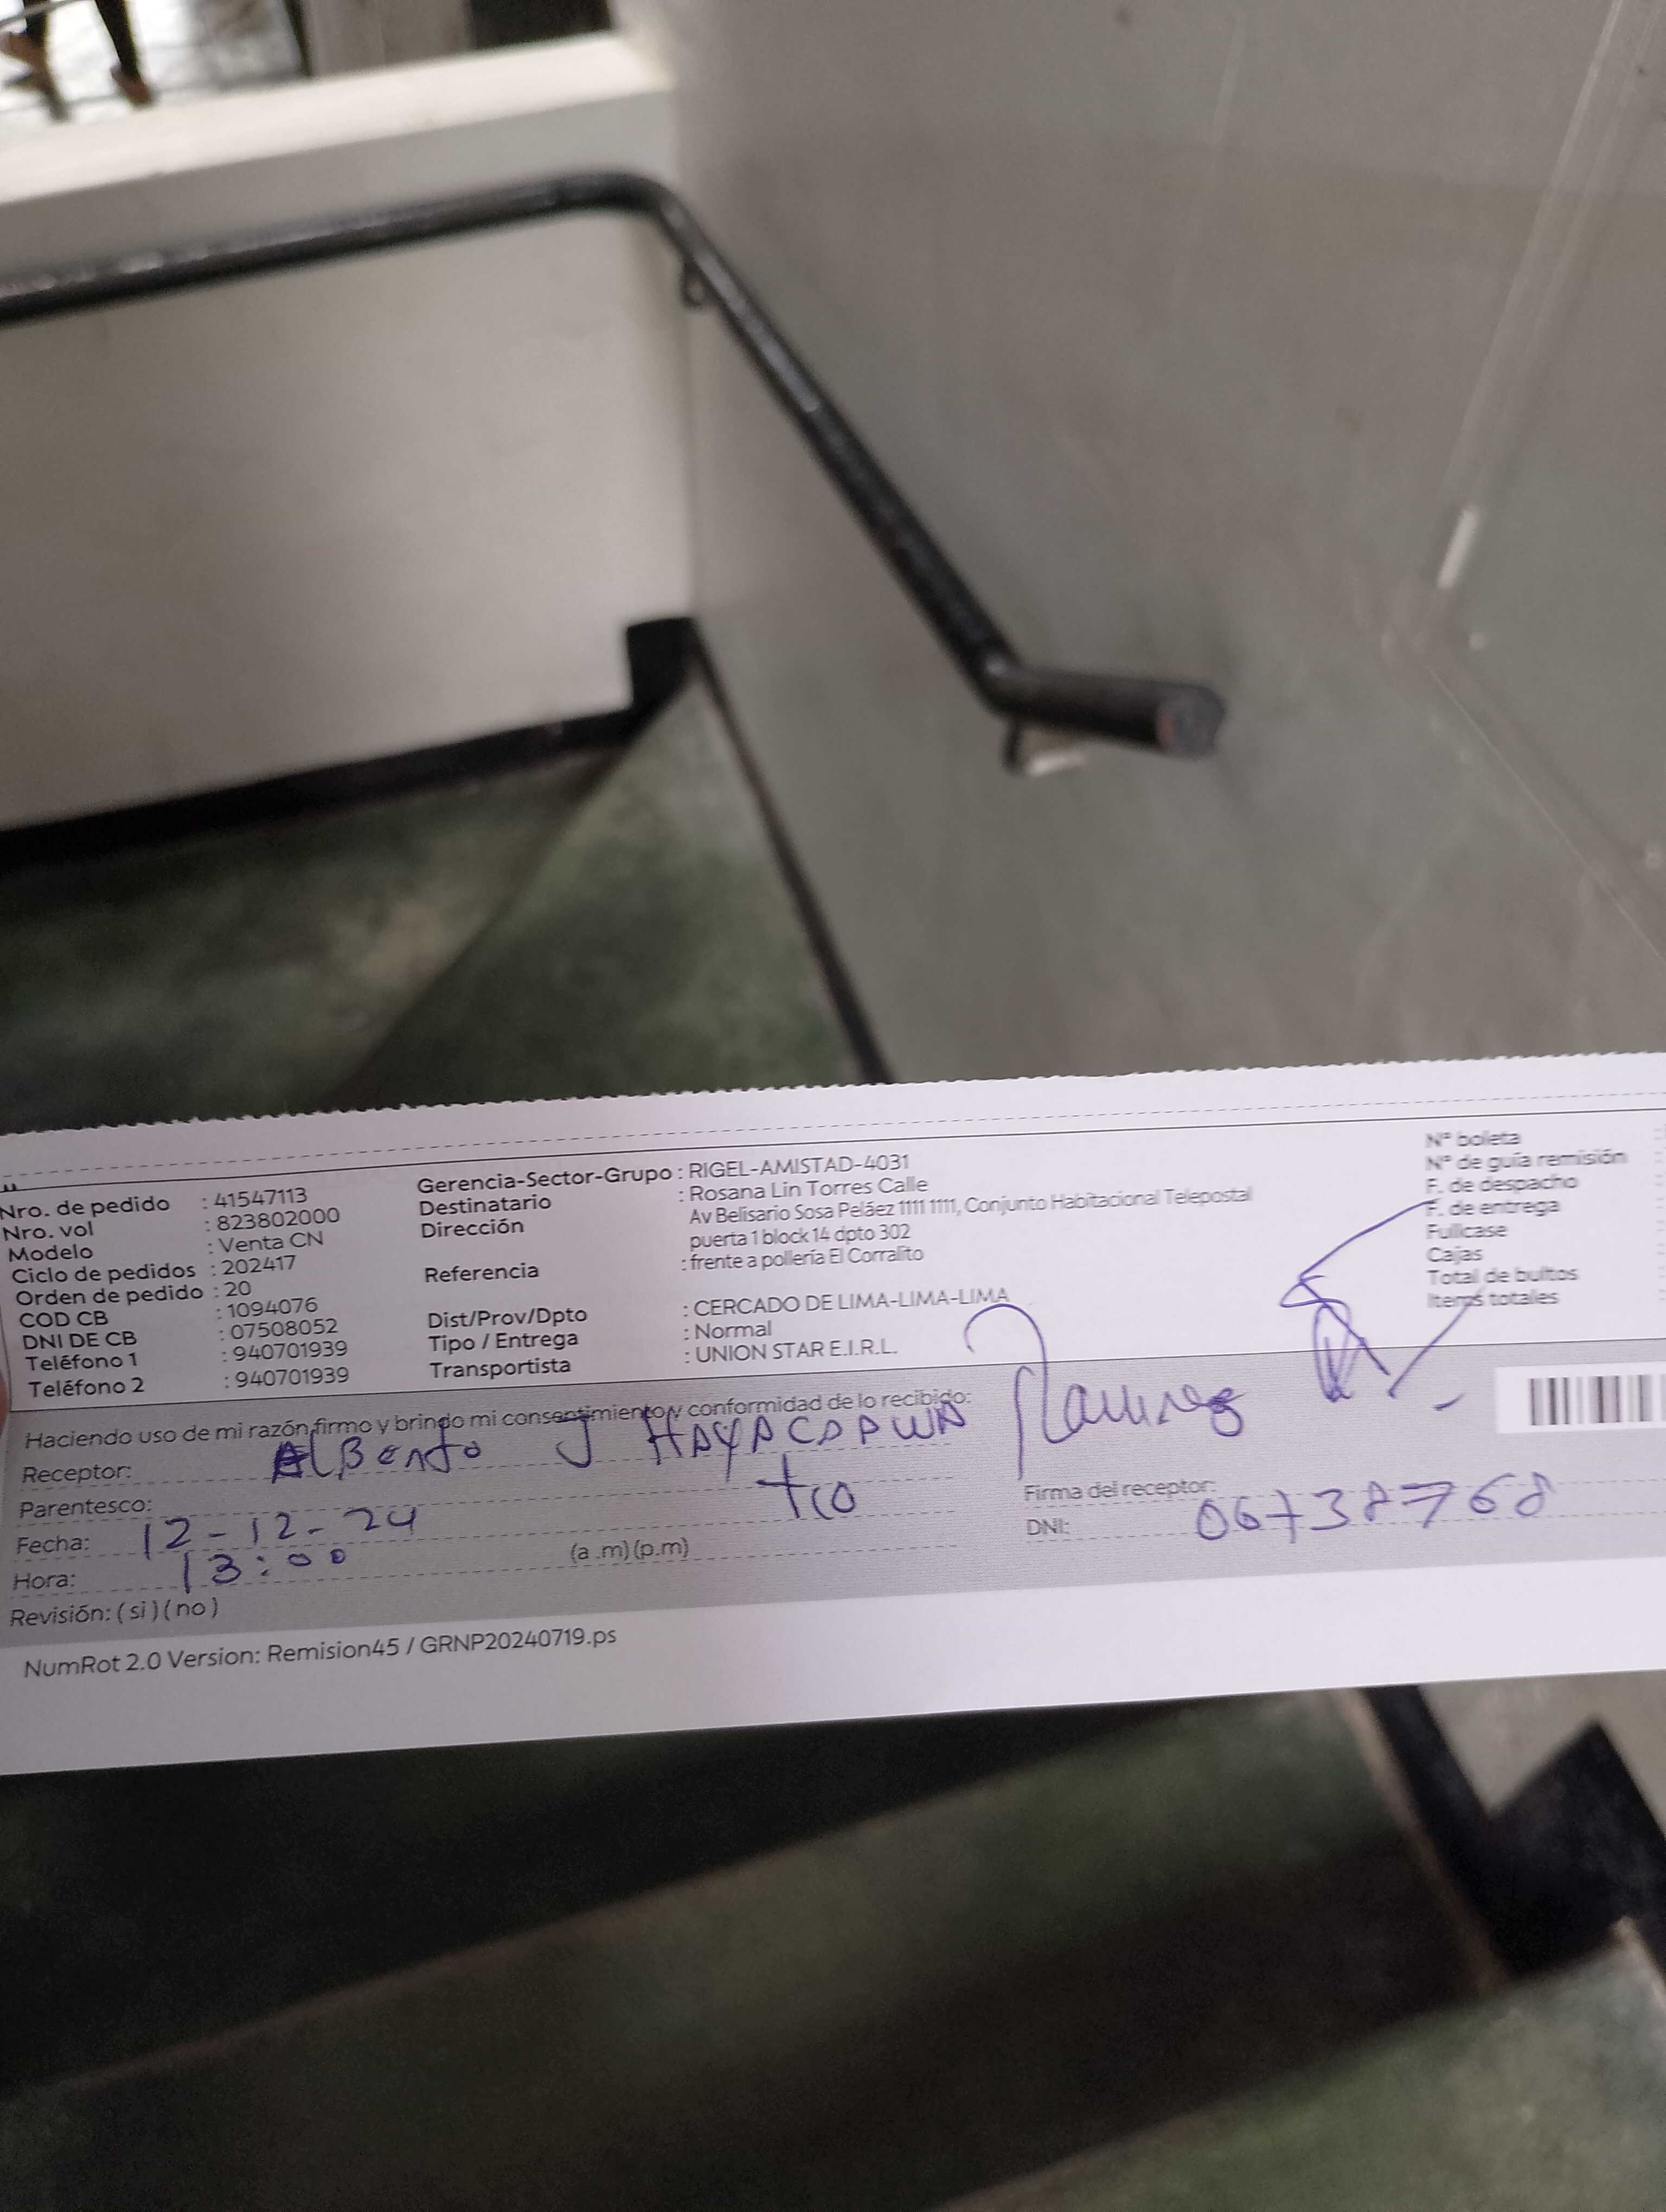 Nro. de pedido : 41547113
Nro. vol : 823802000
Modelo : Venta CN
Ciclo de pedidos : 202417
Orden de pedido : 20
COD CB : 1094076
DNI DE CB : 07508052
Teléfono 1 : 940701939
Teléfono 2 : 940701939
Gerencia-Sector-Grupo : RIGEL-AMISTAD-4031
Destinatario : Rosana Lin Torres Calle
Dirección Av Belisario Sosa Peláez 1111 1111, Conjunto Habitacional Telepostal
puerta 1 block 14 dpto 302
Referencia : frente a pollería El Corralito
Dist/Prov/Dpto : CERCADO DE LIMA-LIMA-LIMA
Tipo / Entrega : Normal
Transportista : UNION STAR E.I.R.L.
N° boleta :
N° de guía remisión :
F. de despacho :
F. de entrega :
Fullcase :
Cajas :
Total de bultos :
Items totales :
Haciendo uso de mi razón firmo y brindo mi consentimiento y conformidad de lo recibido:
Receptor: AlBerto J
Parentesco: tio
Fecha: 12-12-24
Hora: 13:00 (a .m) (p.m)
Revisión: ( si ) ( no )
Firma del receptor:
DNI: 06738768
NumRot 2.0 Version: Remision45 / GRNP20240719.ps